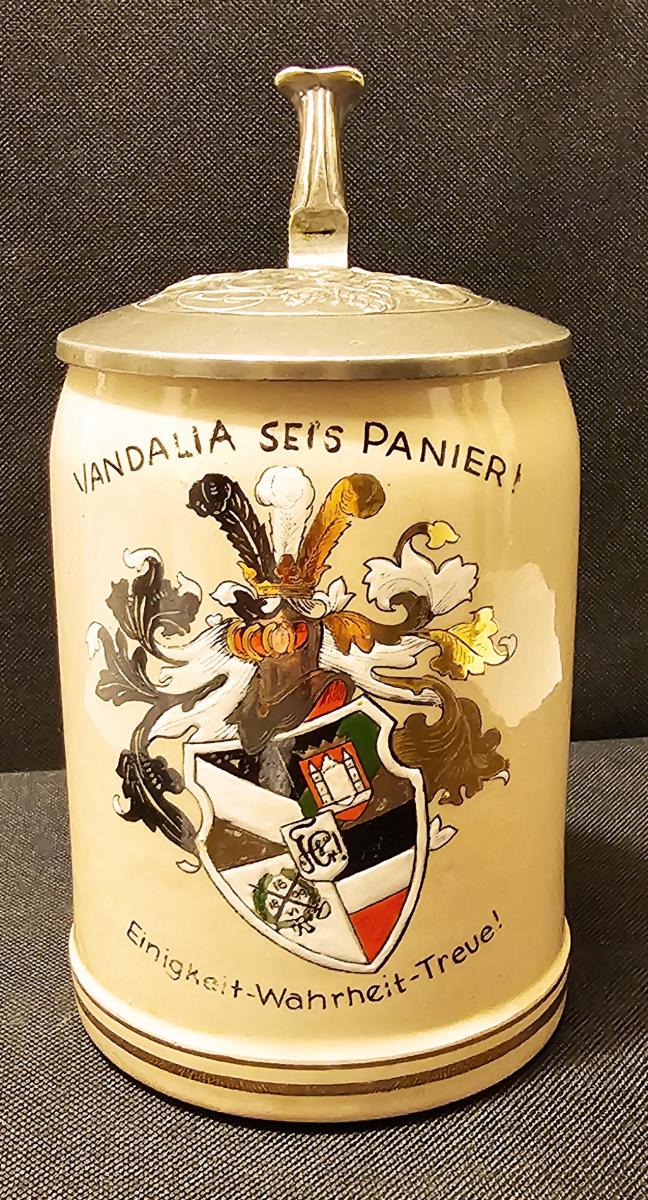 VANDALIA SEI'S PANIER!
Einigkeit-Wahrheit-Treue!